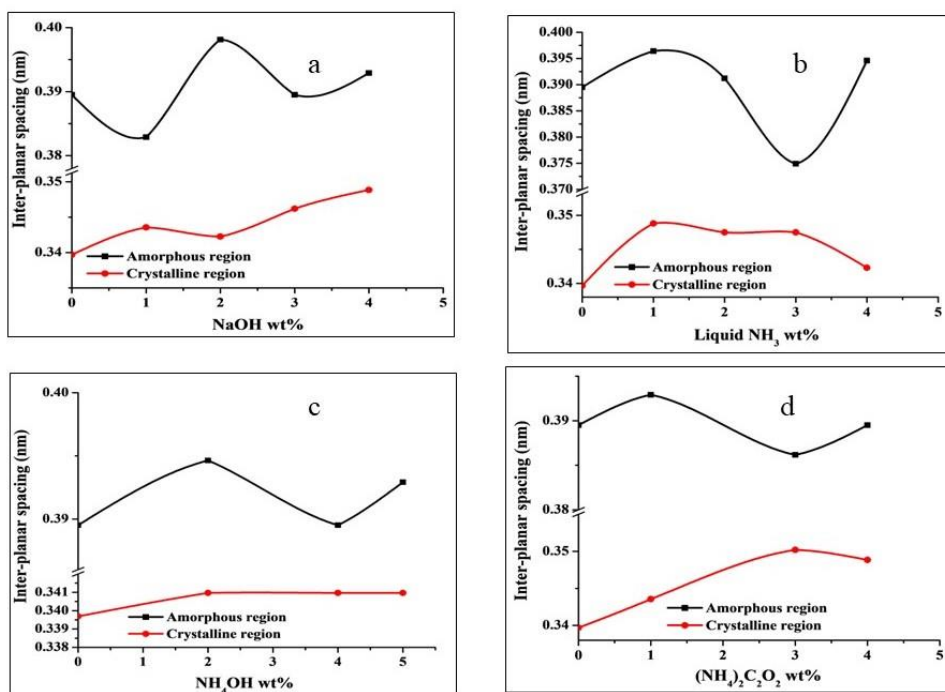 a
0.40
0.39
0.38
0.35
0.34
Inter-planar spacing (nm)
Amorphous region
Crystalline region
0 1 2 3 4 5
NaOH wt%
b
0.400
0.395
0.390
0.385
0.380
0.375
0.370
0.35
0.34
Inter-planar spacing (nm)
Amorphous region
Crystalline region
0 1 2 3 4 5
Liquid NH₃ wt%
c
0.40
0.39
0.341
0.340
0.339
0.338
Inter-planar spacing (nm)
Amorphous region
Crystalline region
0 1 2 3 4 5
NH₄OH wt%
d
0.39
0.38
0.35
0.34
Inter-planar spacing (nm)
Amorphous region
Crystalline region
0 1 2 3 4 5
(NH₄)₂C₂O₂ wt%